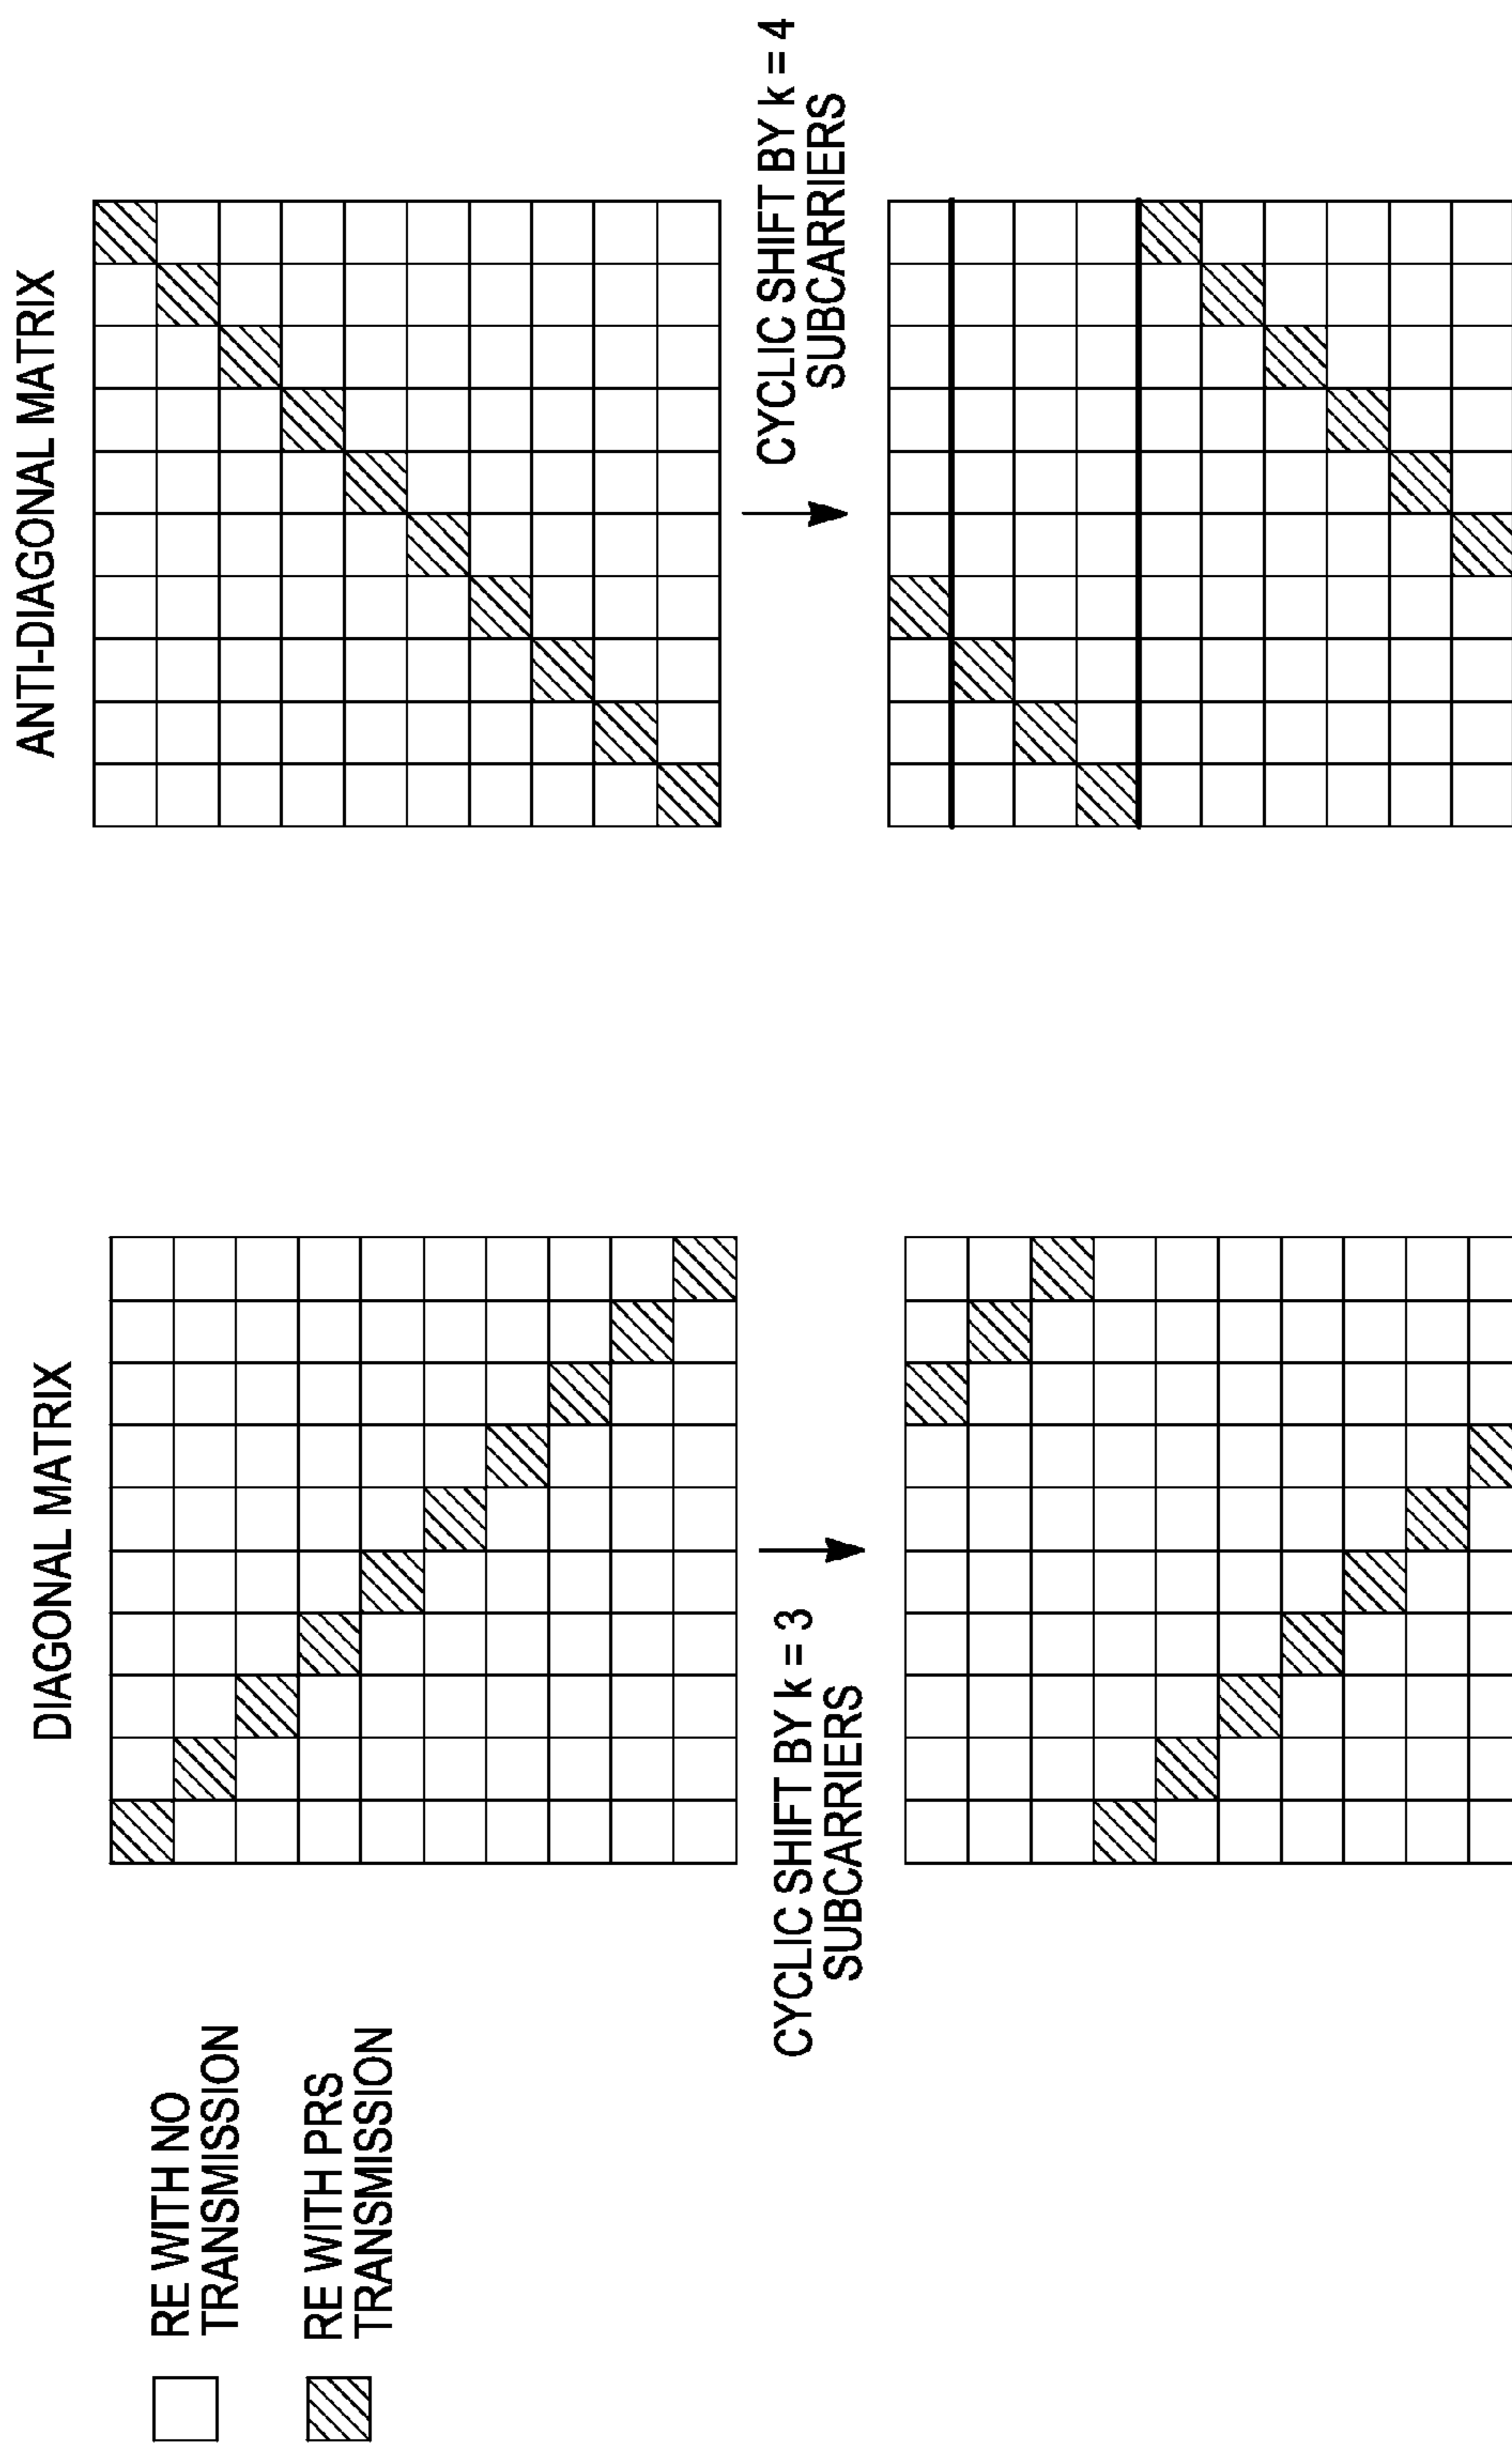 RE WITH NO
TRANSMISSION
RE WITH PRS
TRANSMISSION
DIAGONAL MATRIX
CYCLIC SHIFT BY k = 3
SUBCARRIERS
ANTI-DIAGONAL MATRIX
CYCLIC SHIFT BY k = 4
SUBCARRIERS